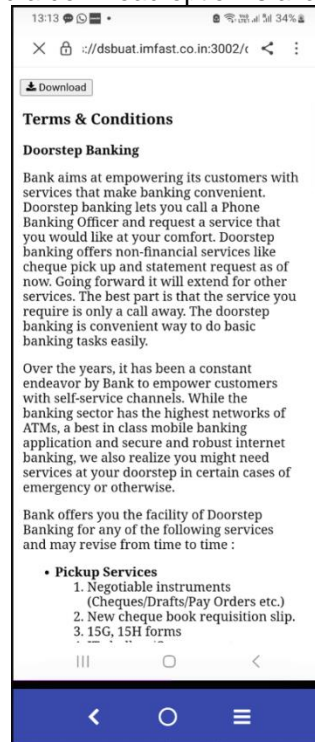 13:13
34%
://dsbuat.imfast.co.in:3002/
Download
Terms & Conditions
Doorstep Banking
Bank aims at empowering its customers with
services that make banking convenient.
Doorstep banking lets you call a Phone
Banking Officer and request a service that
you would like at your comfort. Doorstep
banking offers non-financial services like
cheque pick up and statement request as of
now. Going forward it will extend for other
services. The best part is that the service you
require is only a call away. The doorstep
banking is convenient way to do basic
banking tasks easily.
Over the years, it has been a constant
endeavor by Bank to empower customers
with self-service channels. While the
banking sector has the highest networks of
ATMs, a best in class mobile banking
application and secure and robust internet
banking, we also realize you might need
services at your doorstep in certain cases of
emergency or otherwise.
Bank offers you the facility of Doorstep
Banking for any of the following services
and may revise from time to time :
• Pickup Services
1. Negotiable instruments
(Cheques/Drafts/Pay Orders etc.)
2. New cheque book requisition slip.
3. 15G, 15H forms